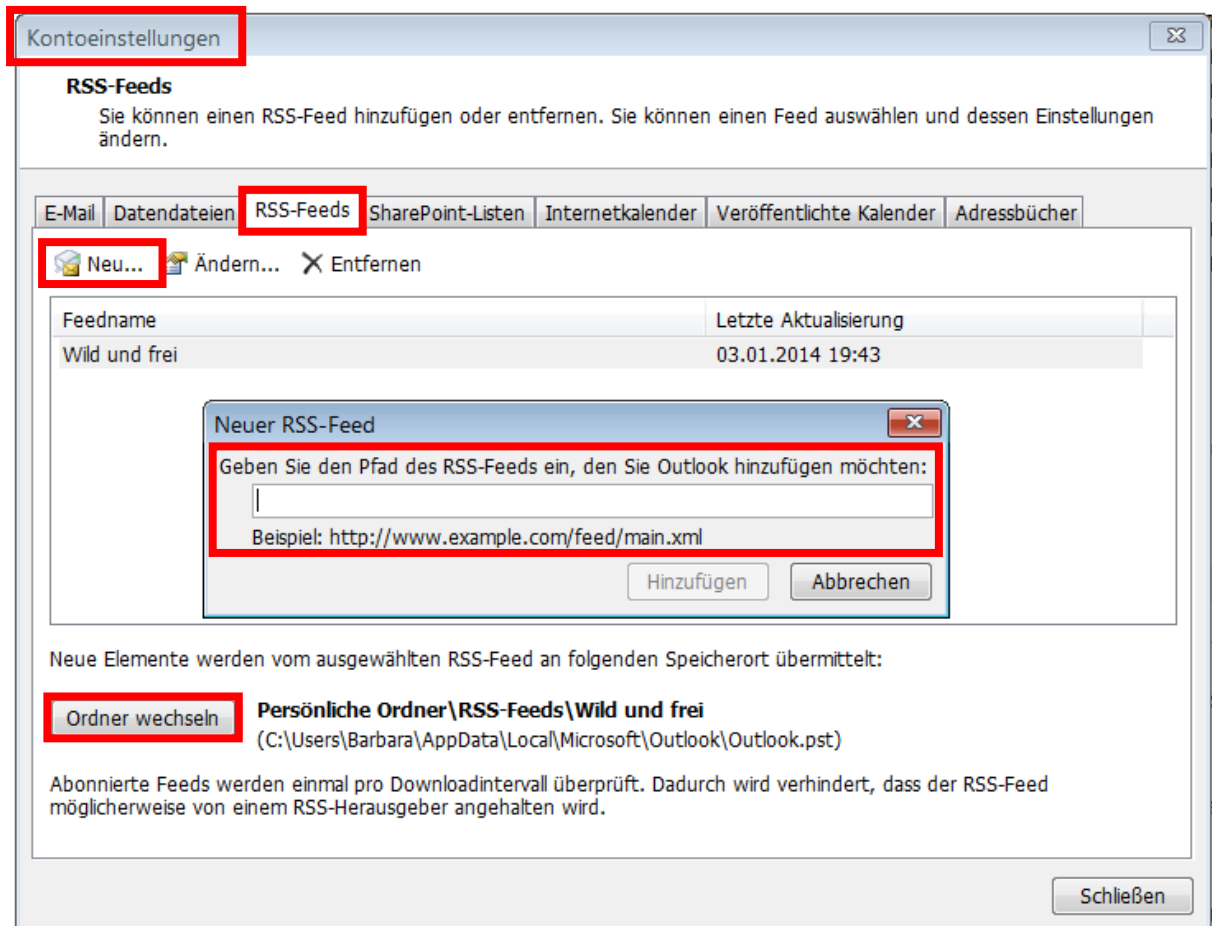 Kontoeinstellungen
RSS-Feeds
Sie können einen RSS-Feed hinzufügen oder entfernen. Sie können einen Feed auswählen und dessen Einstellungen
ändern.
E-Mail Datendateien RSS-Feeds SharePoint-Listen Internetkalender Veröffentlichte Kalender Adressbücher
Neu... Ändern... Entfernen
Feedname Letzte Aktualisierung
Wild und frei 03.01.2014 19:43
Neuer RSS-Feed
Geben Sie den Pfad des RSS-Feeds ein, den Sie Outlook hinzufügen möchten:
Beispiel: http://www.example.com/feed/main.xml
Hinzufügen Abbrechen
Neue Elemente werden vom ausgewählten RSS-Feed an folgenden Speicherort übermittelt:
Ordner wechseln Persönliche Ordner\RSS-Feeds\Wild und frei
(C:\Users\Barbara\AppData\Local\Microsoft\Outlook\Outlook.pst)
Abonnierte Feeds werden einmal pro Downloadintervall überprüft. Dadurch wird verhindert, dass der RSS-Feed
möglicherweise von einem RSS-Herausgeber angehalten wird.
Schließen